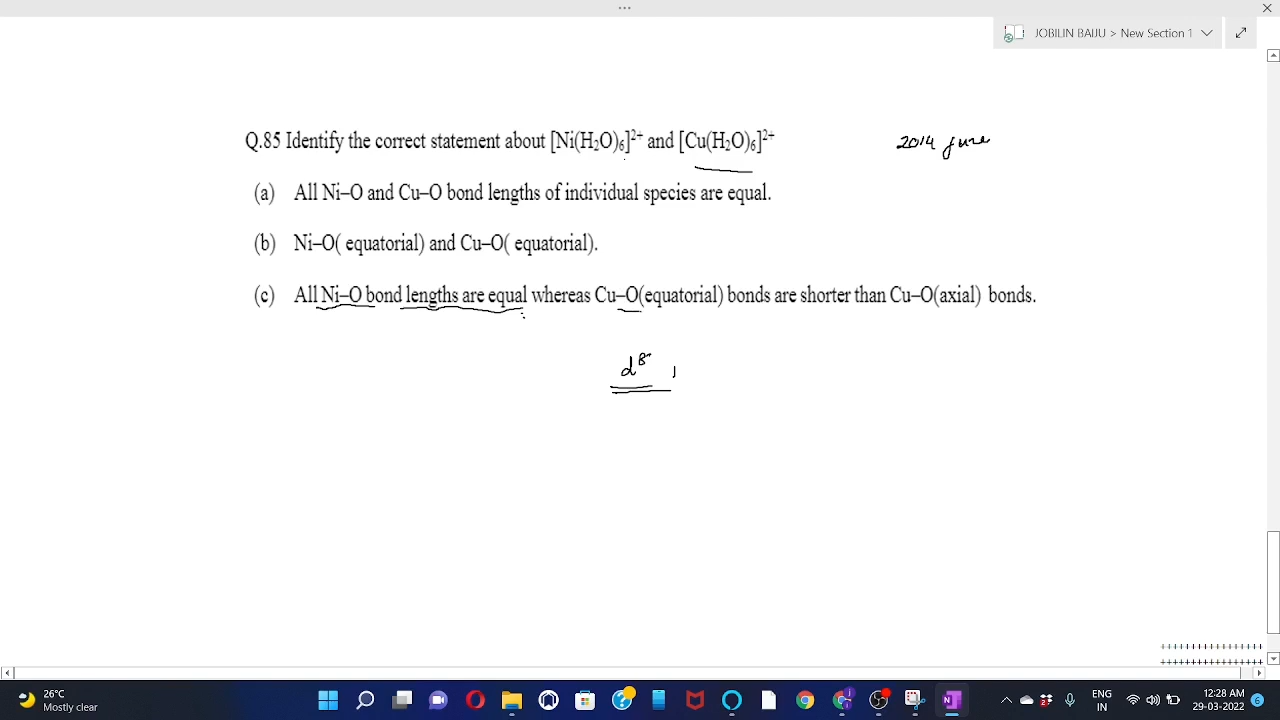 ...
JOBILIN BAIJU > New Section 1
Q.85 Identify the correct statement about [Ni(H₂O)₆]²⁺ and [Cu(H₂O)₆]²⁺
2014 June
(a) All Ni–O and Cu–O bond lengths of individual species are equal.
(b) Ni–O( equatorial) and Cu–O( equatorial).
(c) All Ni–O bond lengths are equal whereas Cu–O(equatorial) bonds are shorter than Cu–O(axial) bonds.
d⁸
26°C
Mostly clear
ENG
IN
12:28 AM
29-03-2022
6